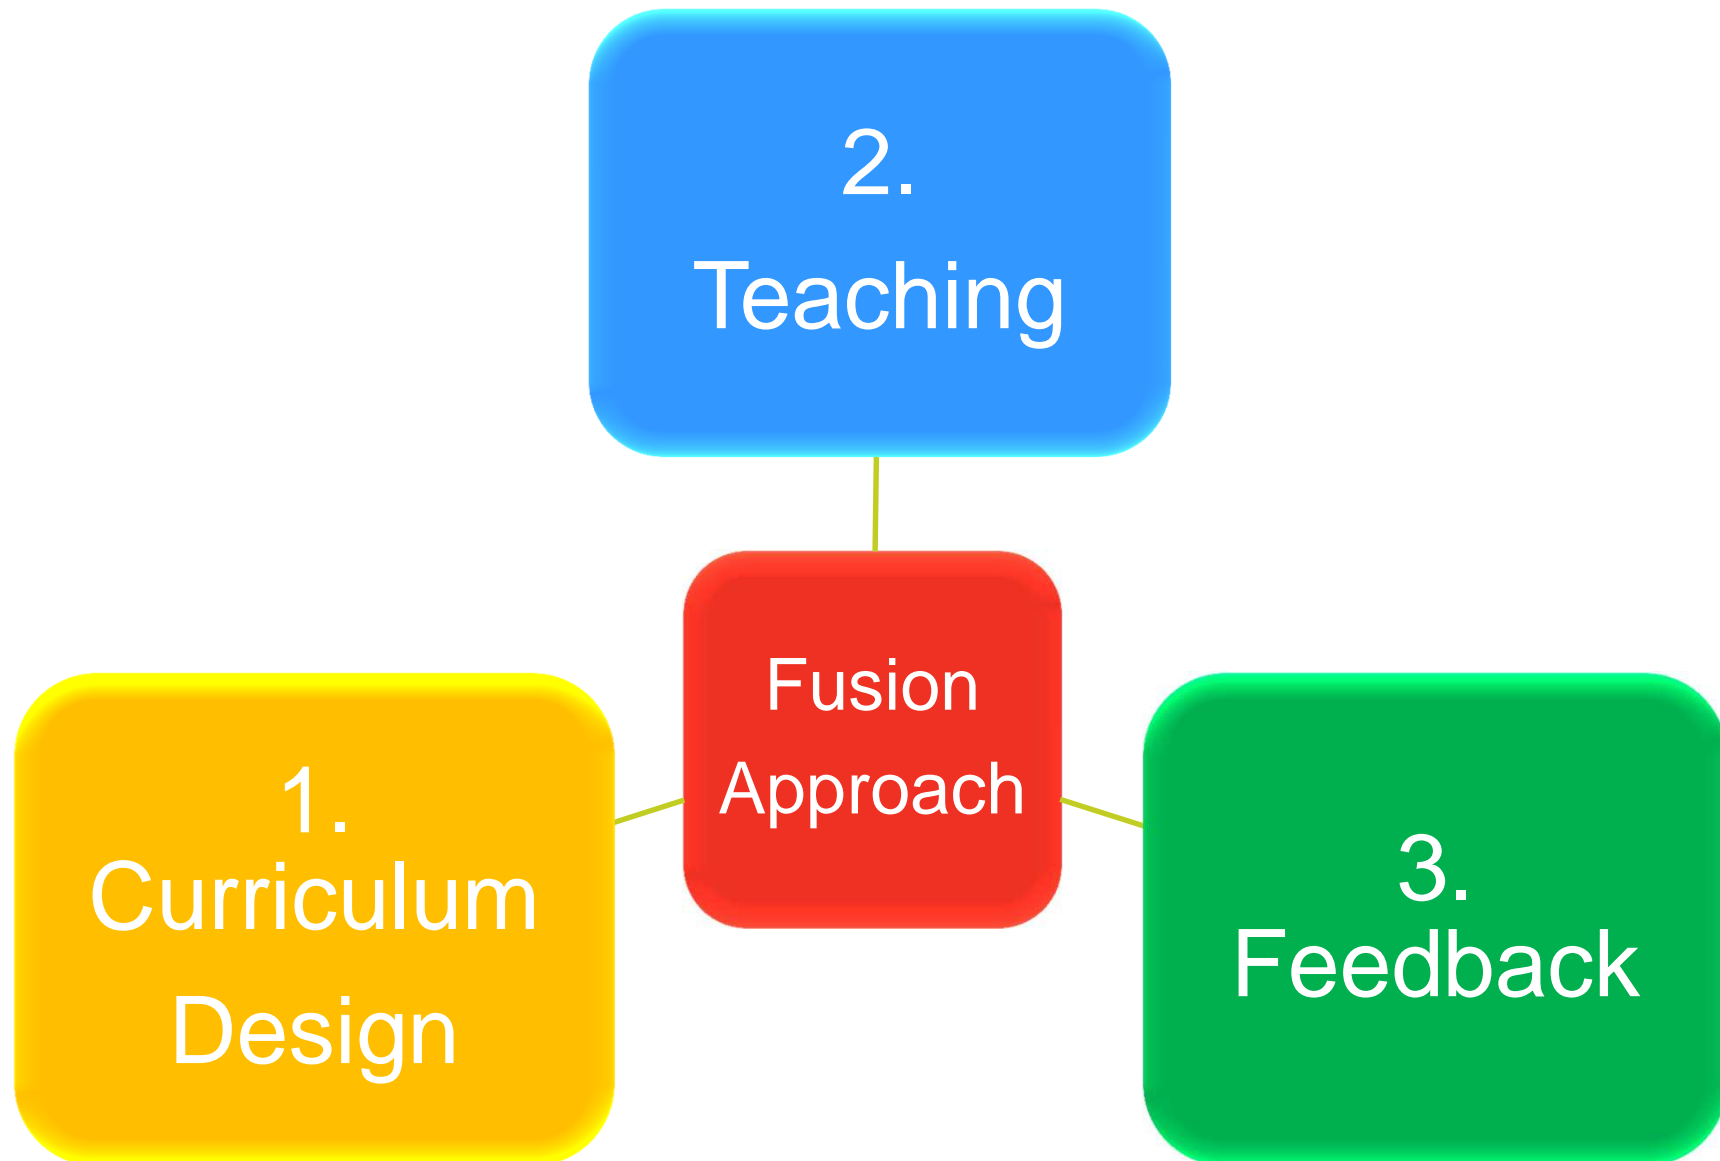 2.
Teaching
Fusion
Approach
1.
Curriculum
Design
3.
Feedback